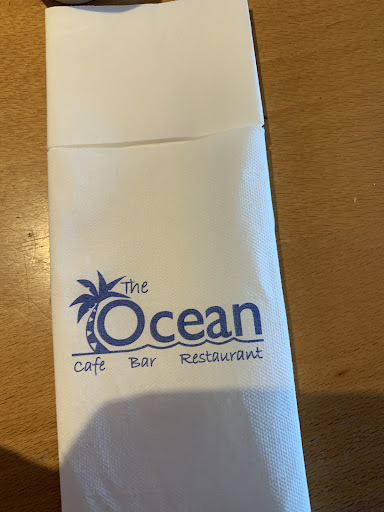 The
Ocean
Cafe Bar Restaurant